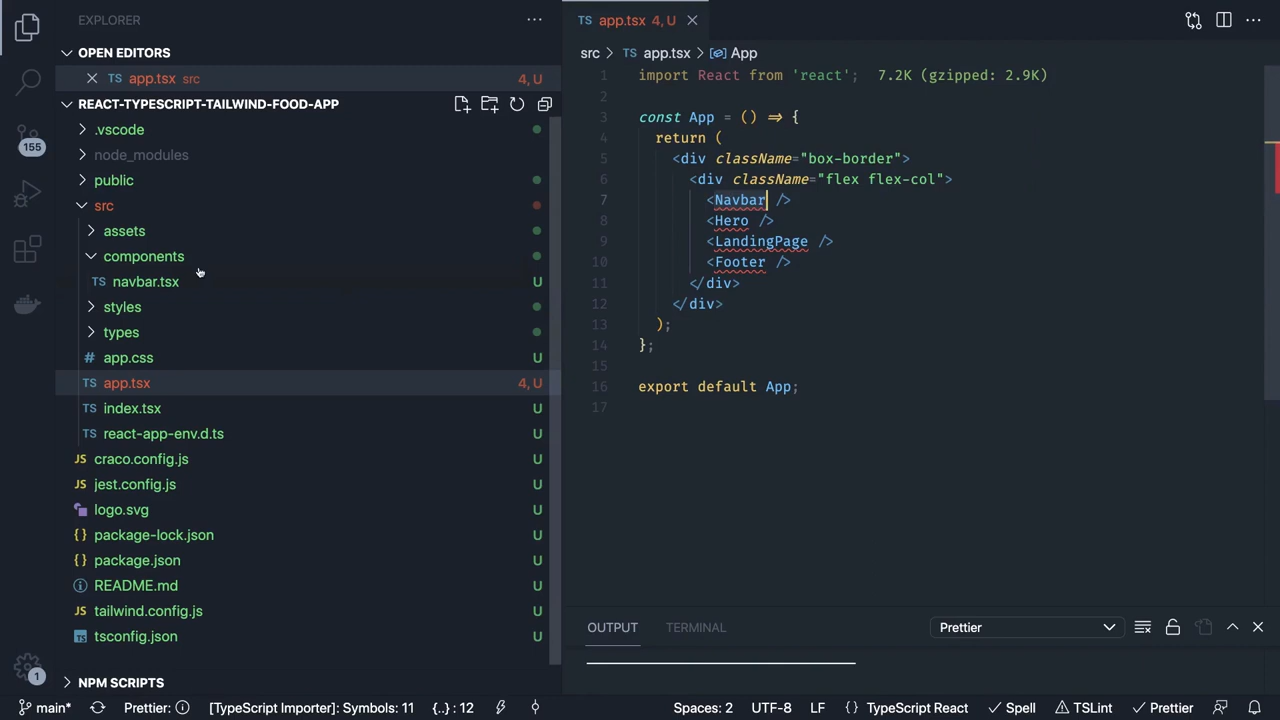 EXPLORER
OPEN EDITORS
TS app.tsx src 4, U
REACT-TYPESCRIPT-TAILWIND-FOOD-APP
155
.vscode
node_modules
public
src
assets
components
TS navbar.tsx U
styles
types
# app.css U
TS app.tsx 4, U
TS index.tsx U
TS react-app-env.d.ts U
JS craco.config.js U
JS jest.config.js U
logo.svg U
{} package-lock.json U
{} package.json U
README.md U
JS tailwind.config.js U
tsconfig.json U
1
NPM SCRIPTS
TS app.tsx 4, U
src > TS app.tsx > App
1 import React from 'react'; 7.2K (gzipped: 2.9K)
2
3 const App = () => {
4 return (
5 <div className="box-border">
6 <div className="flex flex-col">
7 <Navbar />
8 <Hero />
9 <LandingPage />
10 <Footer />
11 </div>
12 </div>
13 );
14 };
15
16 export default App;
17
OUTPUT TERMINAL Prettier
main* Prettier: [TypeScript Importer]: Symbols: 11 {..} : 12 Spaces: 2 UTF-8 LF {} TypeScript React Spell TSLint Prettier